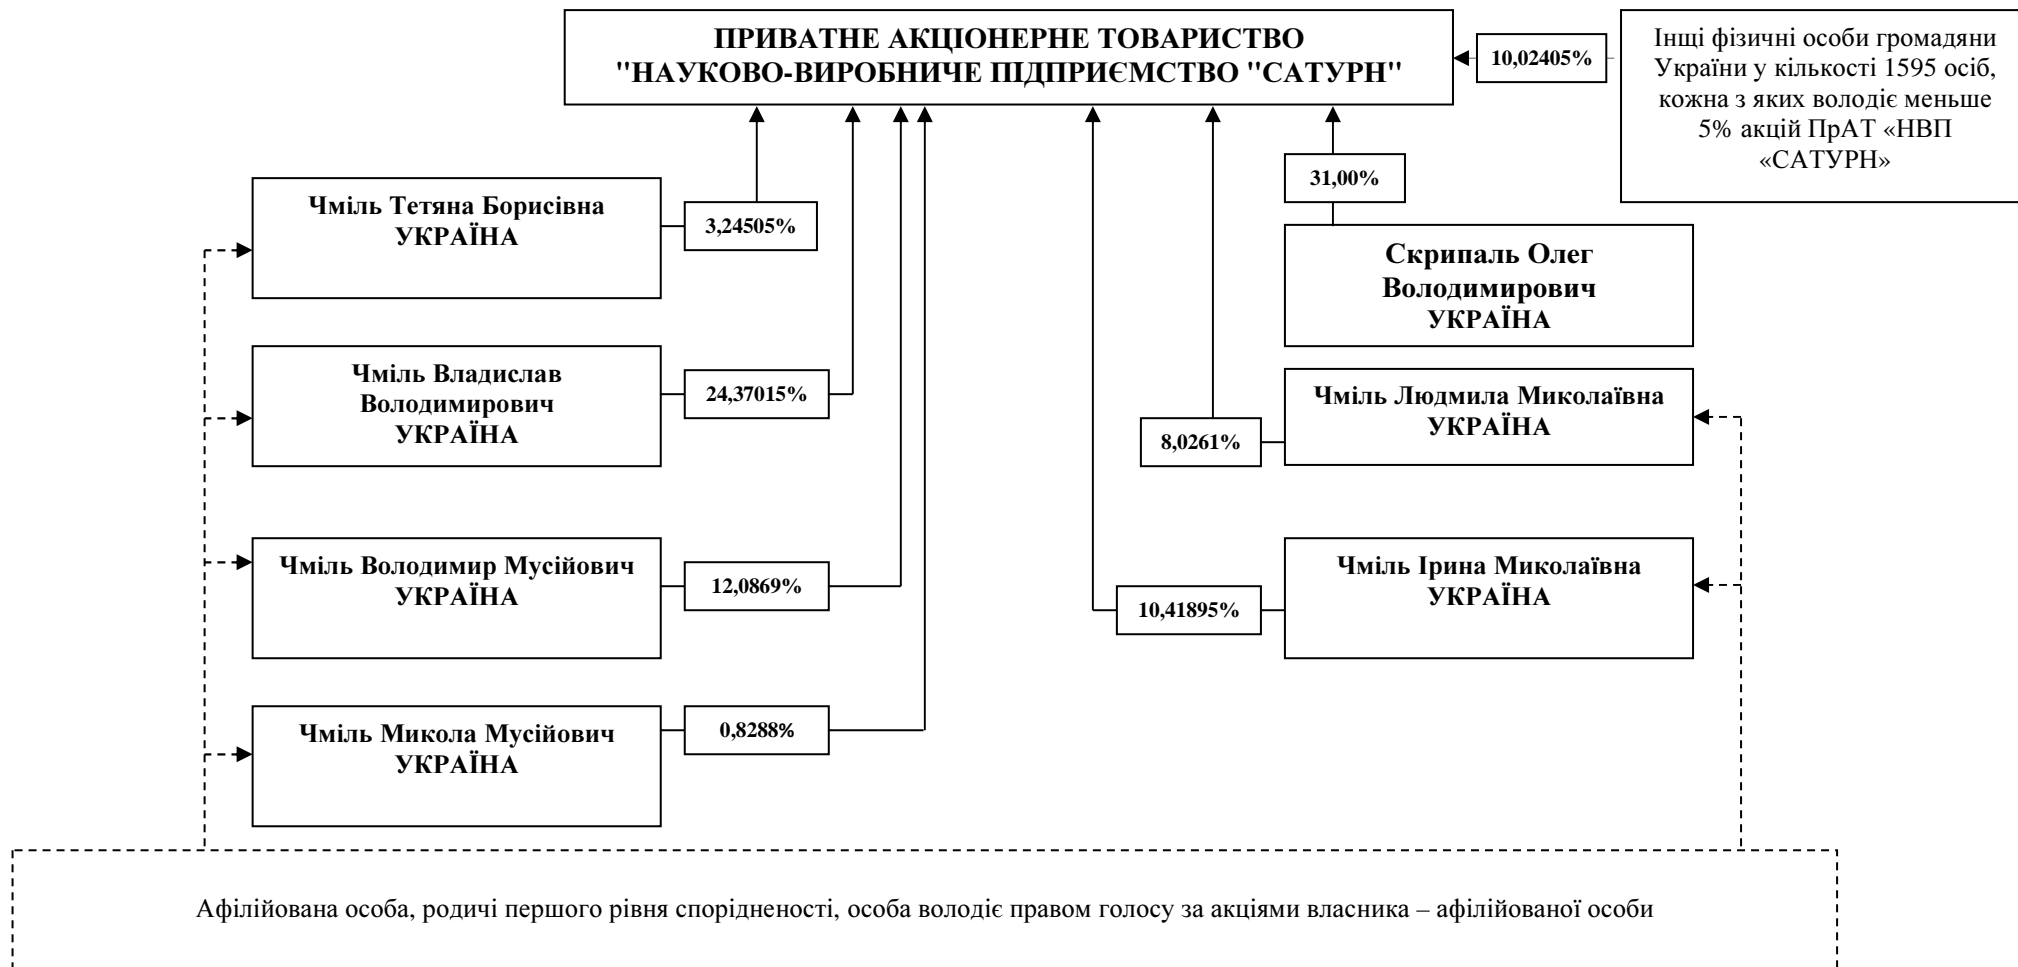 ПРИВАТНЕ АКЦІОНЕРНЕ ТОВАРИСТВО
"НАУКОВО-ВИРОБНИЧЕ ПІДПРИЄМСТВО "САТУРН"
10,02405%
Інщі фізичні особи громадяни
України у кількості 1595 осіб,
кожна з яких володіє меньше
5% акцій ПрАТ «НВП
«САТУРН»
31,00%
Чміль Тетяна Борисівна
УКРАЇНА
3,24505%
Скрипаль Олег
Володимирович
УКРАЇНА
Чміль Владислав
Володимирович
УКРАЇНА
24,37015%
Чміль Людмила Миколаївна
УКРАЇНА
8,0261%
Чміль Володимир Мусійович
УКРАЇНА
12,0869%
Чміль Ірина Миколаївна
УКРАЇНА
10,41895%
Чміль Микола Мусійович
УКРАЇНА
0,8288%
Афілійована особа, родичі першого рівня спорідненості, особа володіє правом голосу за акціями власника – афілійованої особи